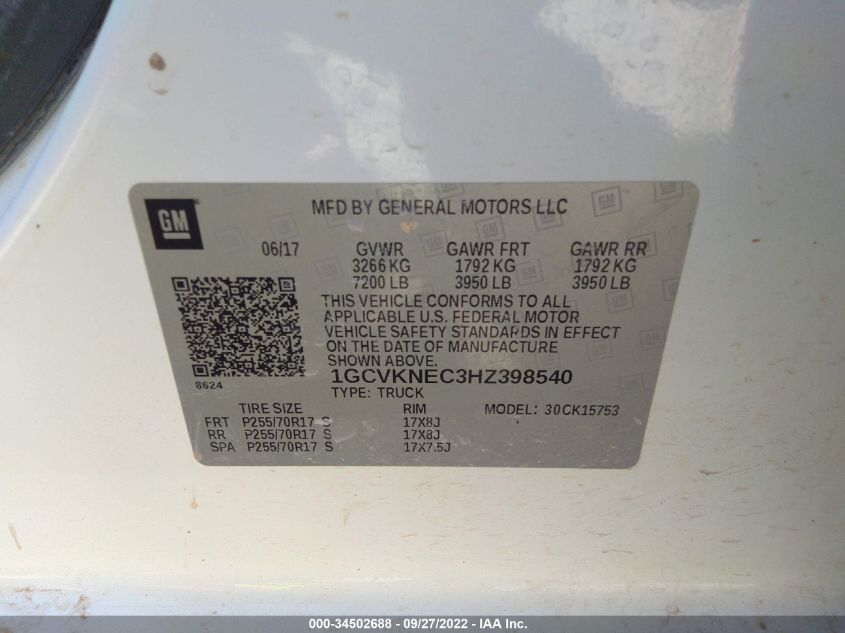 GM
MFD BY GENERAL MOTORS LLC
06/17 GVWR GAWR FRT GAWR RR
3266 KG 1792 KG 1792 KG
7200 LB 3950 LB 3950 LB
THIS VEHICLE CONFORMS TO ALL
APPLICABLE U.S. FEDERAL MOTOR
VEHICLE SAFETY STANDARDS IN EFFECT
ON THE DATE OF MANUFACTURE
SHOWN ABOVE.
8624
1GCVKNEC3HZ398540
TYPE: TRUCK
TIRE SIZE RIM MODEL: 30CK15753
FRT P255/70R17 S 17X8J
RR P255/70R17 S 17X8J
SPA P255/70R17 S 17X7.5J
000-34502688 - 09/27/2022 - IAA Inc.